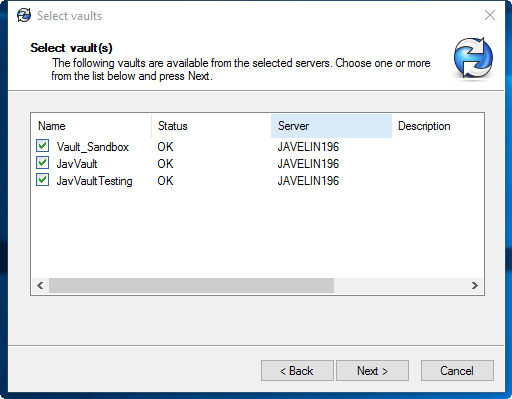 Select vaults
Select vault(s)
The following vaults are available from the selected servers. Choose one or more
from the list below and press Next.
Name Status Server Description
Vault_Sandbox OK JAVELIN196
JavVault OK JAVELIN196
JavVaultTesting OK JAVELIN196
< Back Next > Cancel